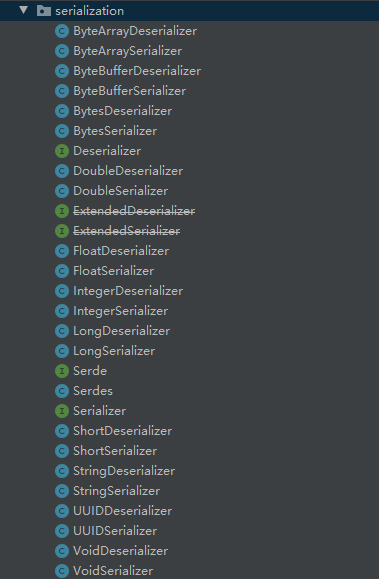 serialization
ByteArrayDeserializer
ByteArraySerializer
ByteBufferDeserializer
ByteBufferSerializer
BytesDeserializer
BytesSerializer
Deserializer
DoubleDeserializer
DoubleSerializer
ExtendedDeserializer
ExtendedSerializer
FloatDeserializer
FloatSerializer
IntegerDeserializer
IntegerSerializer
LongDeserializer
LongSerializer
Serde
Serdes
Serializer
ShortDeserializer
ShortSerializer
StringDeserializer
StringSerializer
UUIDDeserializer
UUIDSerializer
VoidDeserializer
VoidSerializer